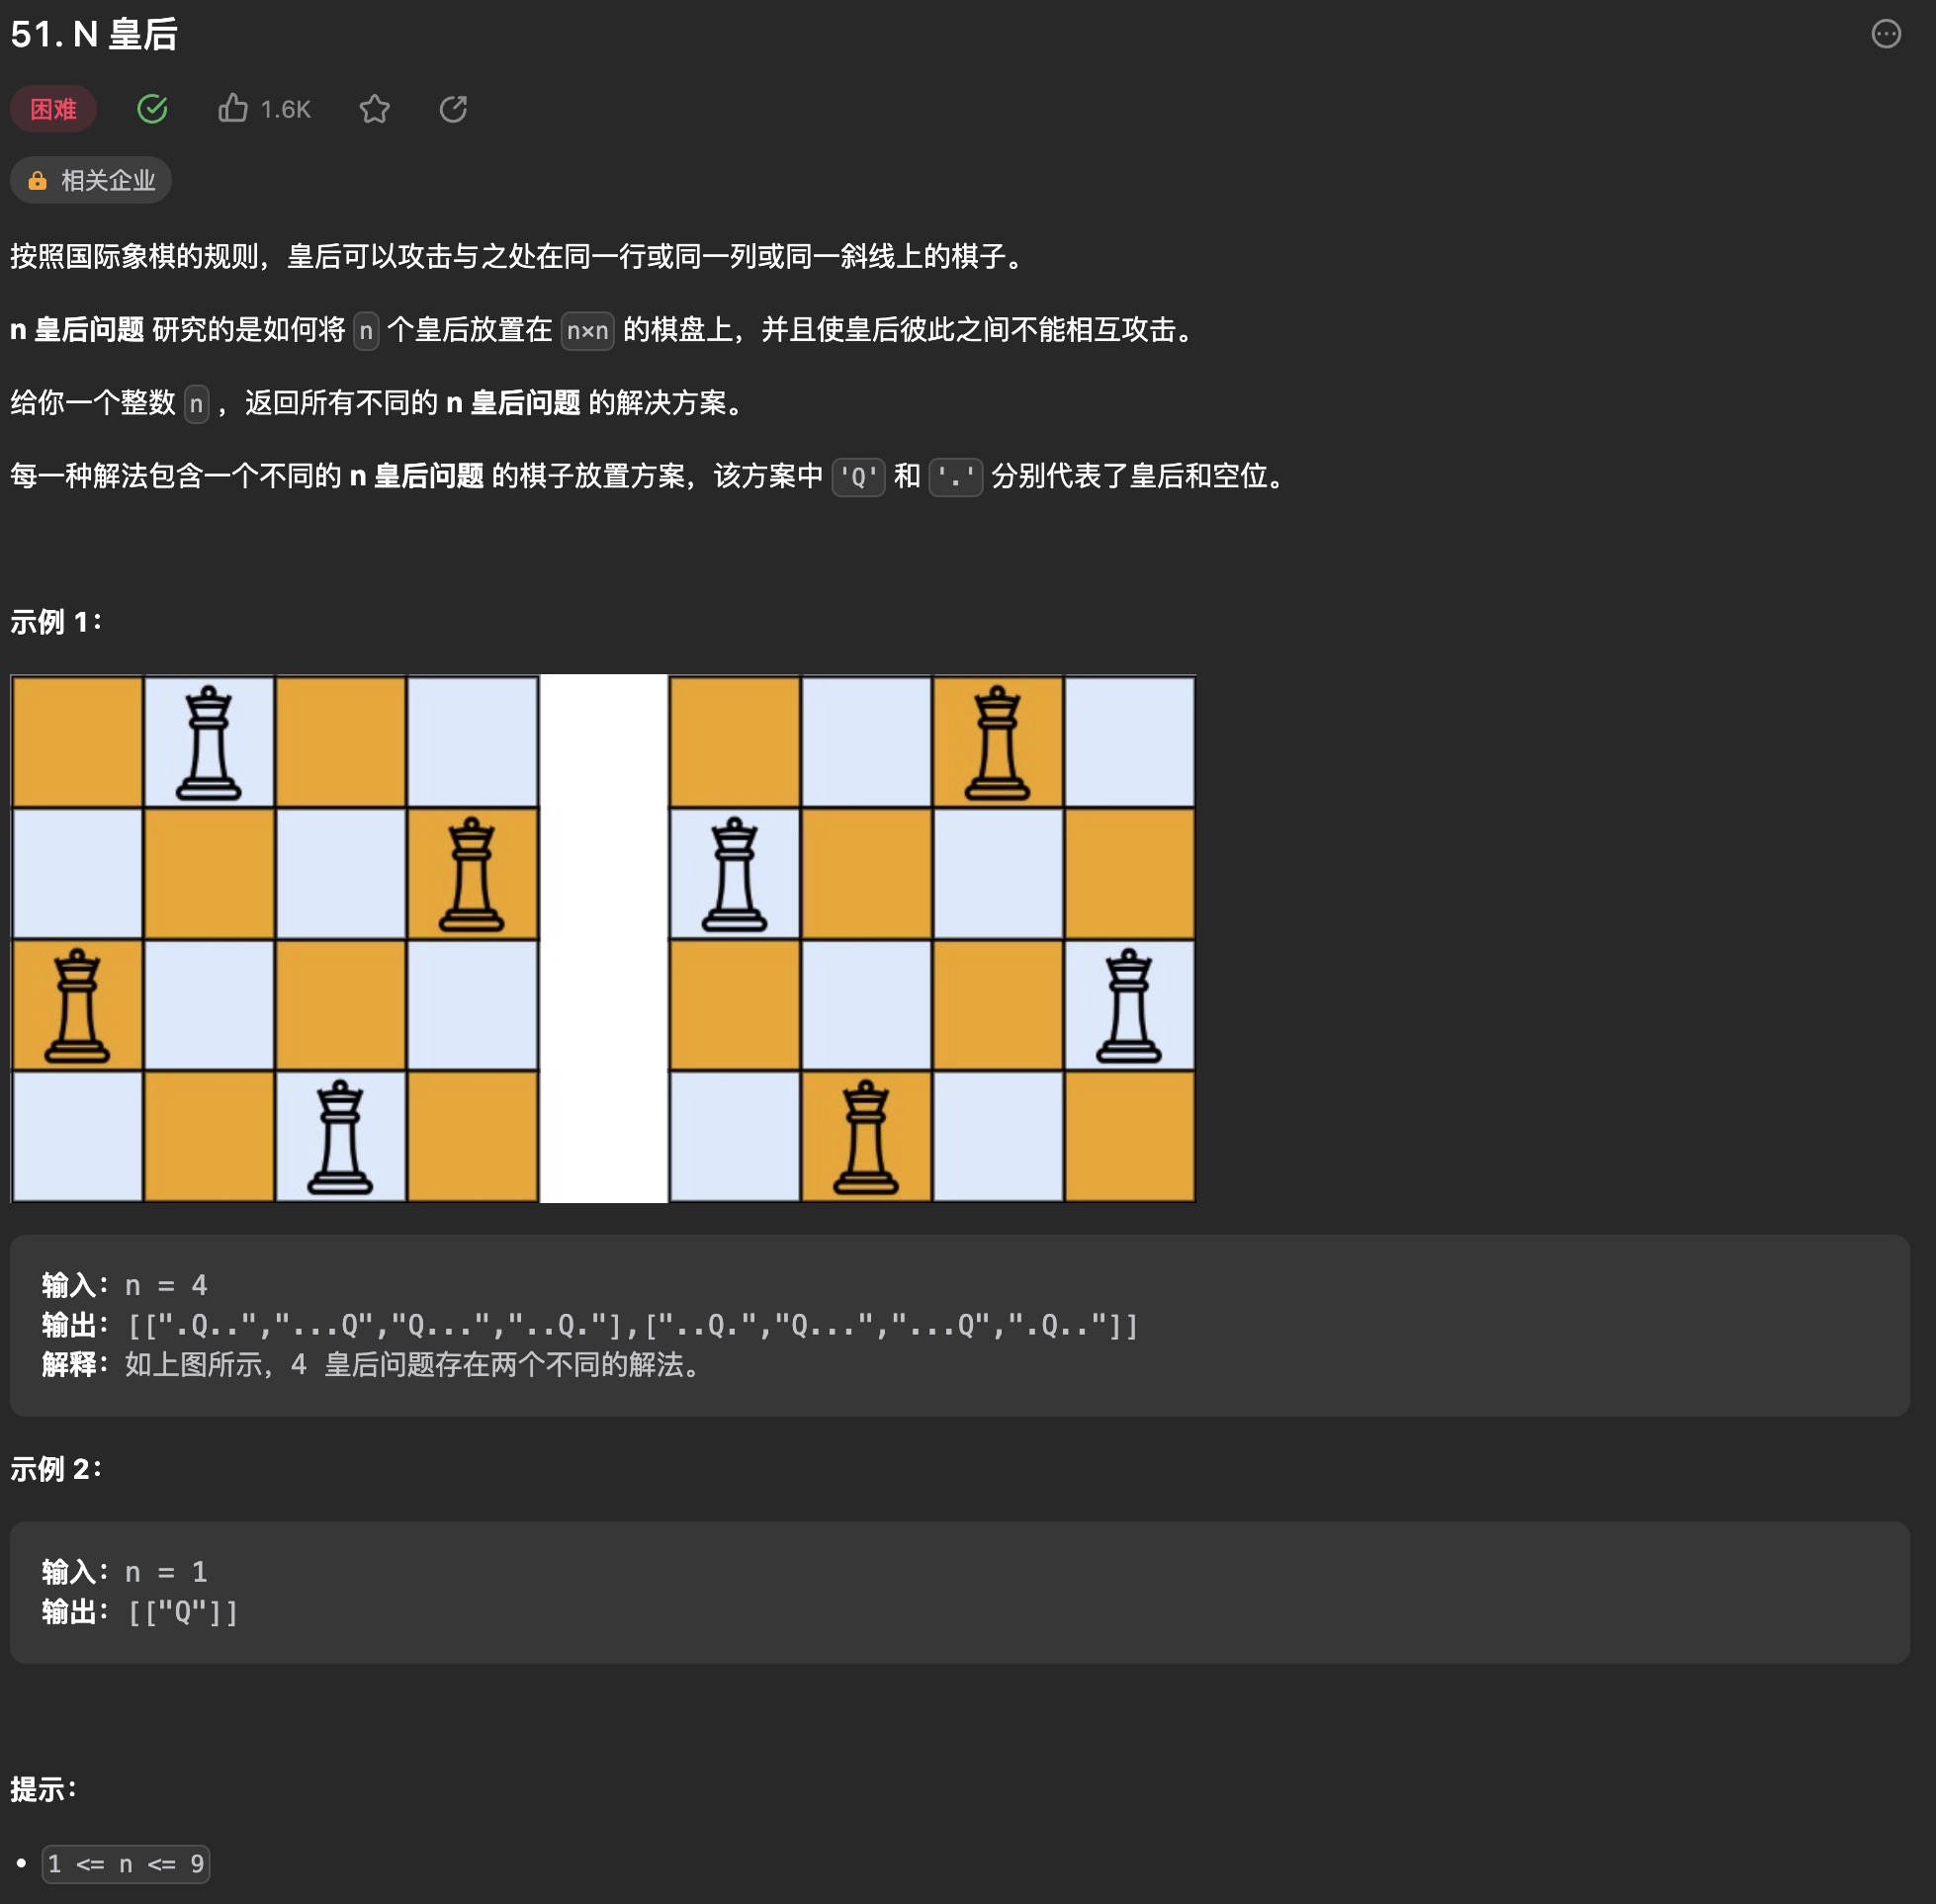 51. N 皇后
困难
1.6K
相关企业
按照国际象棋的规则，皇后可以攻击与之处在同一行或同一列或同一斜线上的棋子。
n 皇后问题 研究的是如何将 n 个皇后放置在 n×n 的棋盘上，并且使皇后彼此之间不能相互攻击。
给你一个整数 n ，返回所有不同的 n 皇后问题 的解决方案。
每一种解法包含一个不同的 n 皇后问题 的棋子放置方案，该方案中 'Q' 和 '.' 分别代表了皇后和空位。
示例 1：
输入：n = 4
输出：[[".Q..","...Q","Q...","..Q."],["..Q.","Q...","...Q",".Q.."]]
解释：如上图所示，4 皇后问题存在两个不同的解法。
示例 2：
输入：n = 1
输出：[["Q"]]
提示：
• 1 <= n <= 9